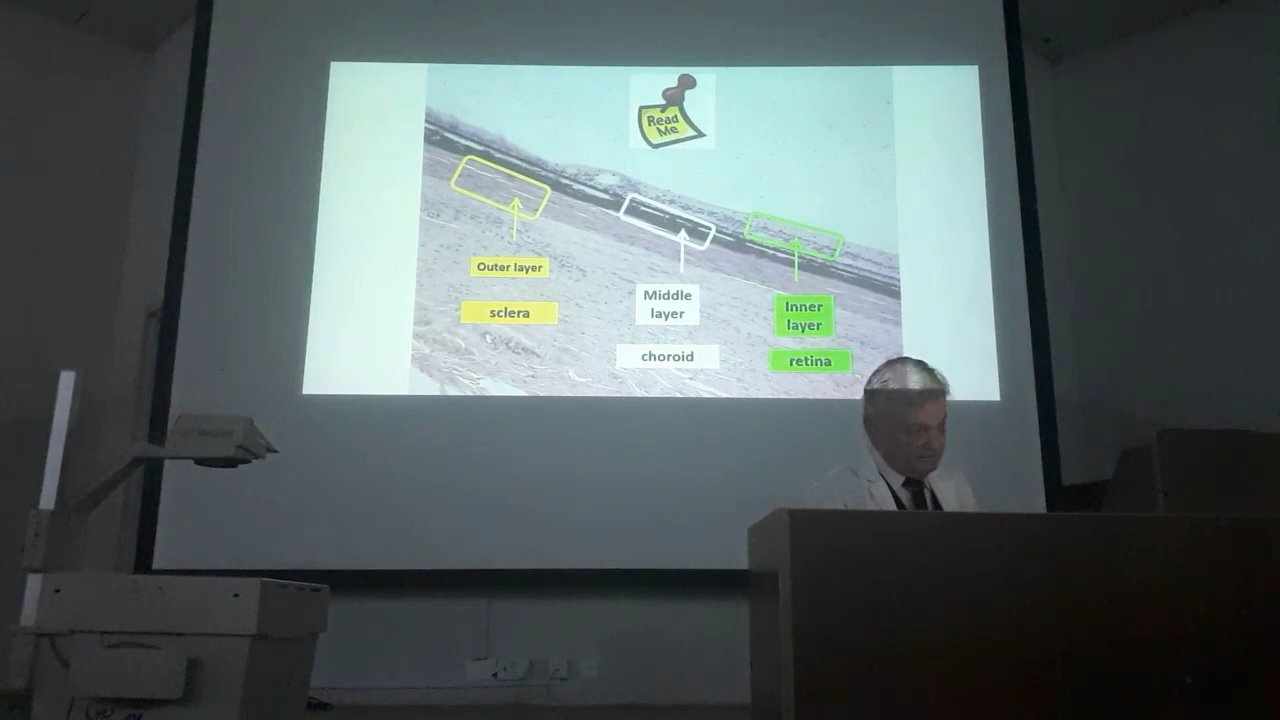 Read
Me
Outer layer
sclera
Middle
layer
choroid
Inner
layer
retina